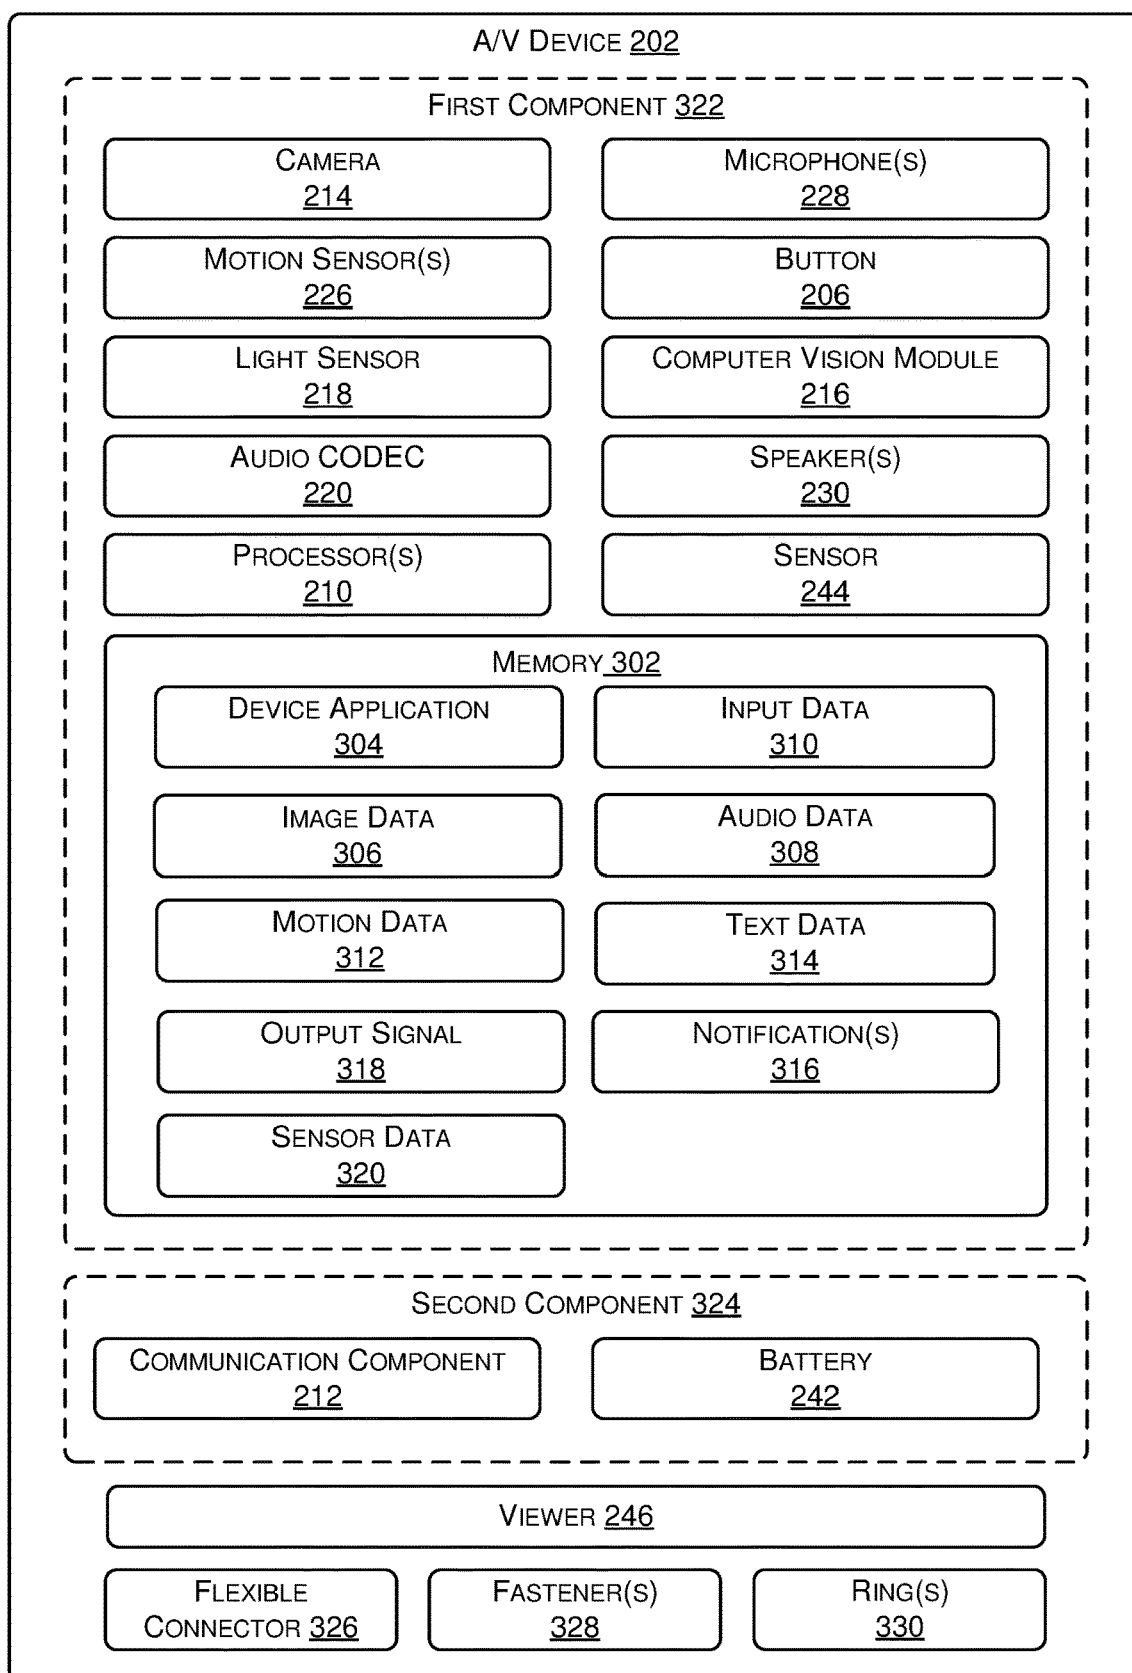 A/V DEVICE 202
FIRST COMPONENT 322
CAMERA
214
MICROPHONE(S)
228
MOTION SENSOR(S)
226
BUTTON
206
LIGHT SENSOR
218
COMPUTER VISION MODULE
216
AUDIO CODEC
220
SPEAKER(S)
230
PROCESSOR(S)
210
SENSOR
244
MEMORY 302
DEVICE APPLICATION
304
INPUT DATA
310
IMAGE DATA
306
AUDIO DATA
308
MOTION DATA
312
TEXT DATA
314
OUTPUT SIGNAL
318
NOTIFICATION(S)
316
SENSOR DATA
320
SECOND COMPONENT 324
COMMUNICATION COMPONENT
212
BATTERY
242
VIEWER 246
FLEXIBLE
CONNECTOR 326
FASTENER(S)
328
RING(S)
330